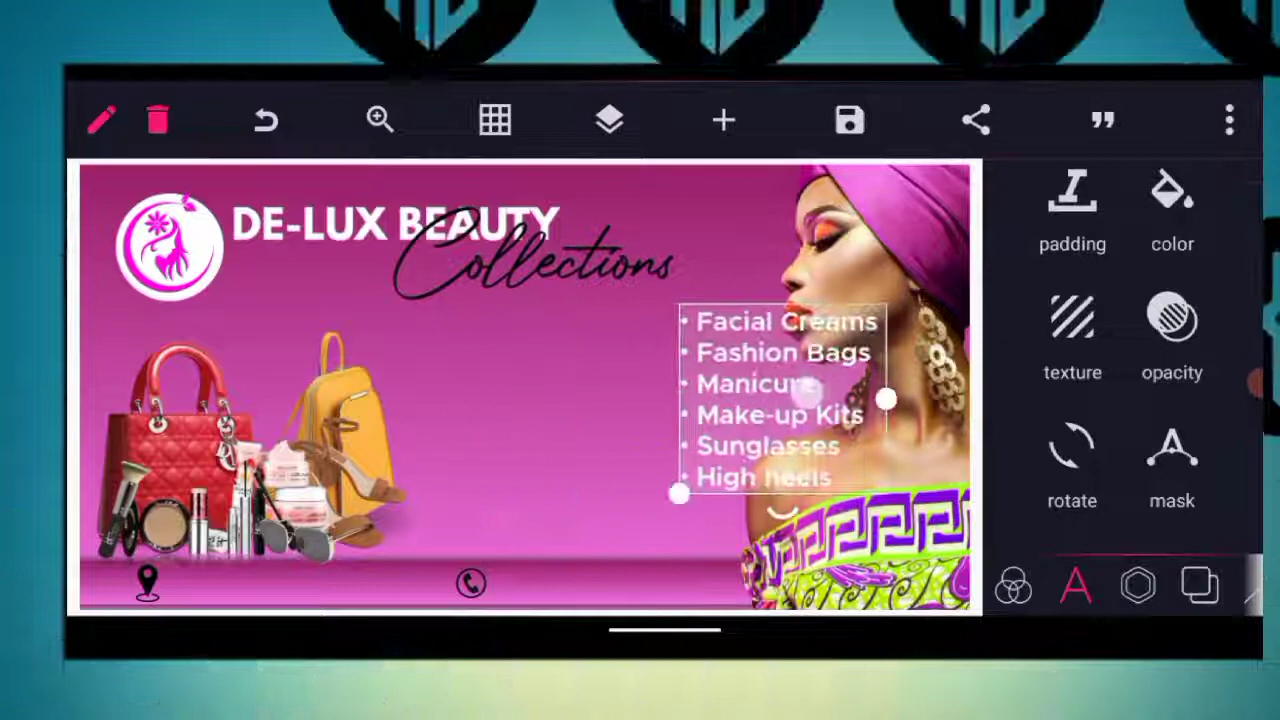 DE-LUX BEAUTY
Collections
• Facial Creams
• Fashion Bags
• Manicure
• Make-up Kits
• Sunglasses
• High heels
padding
color
texture
opacity
rotate
mask